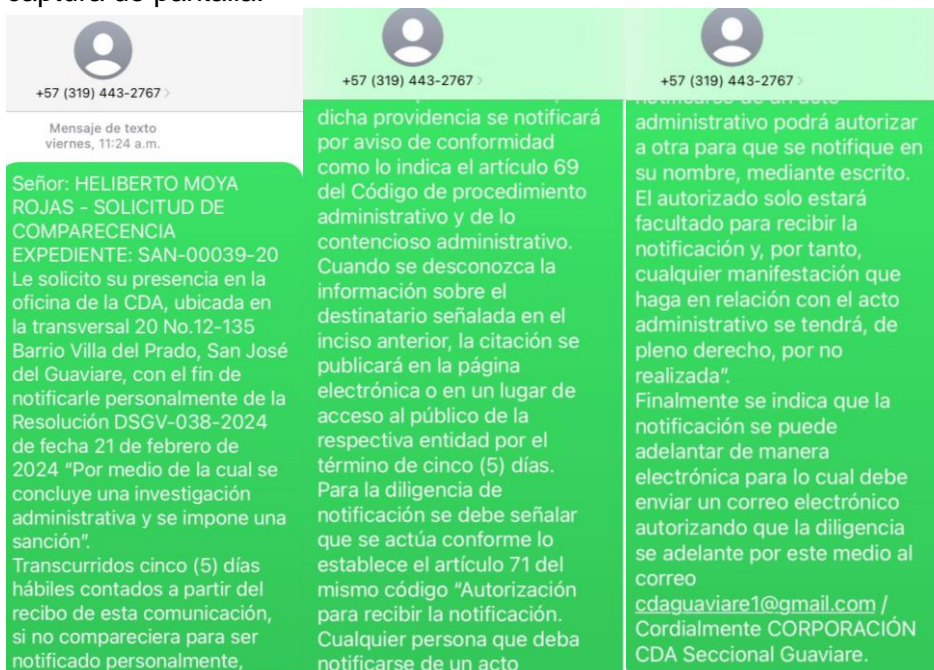 captura de pantalla.
+57 (319) 443-2767
Mensaje de texto
viernes, 11:24 a.m.
Señor: HELIBERTO MOYA
ROJAS - SOLICITUD DE
COMPARECENCIA
EXPEDIENTE: SAN-00039-20
Le solicito su presencia en la
oficina de la CDA, ubicada en
la transversal 20 No.12-135
Barrio Villa del Prado, San José
del Guaviare, con el fin de
notificarle personalmente de la
Resolución DSGV-038-2024
de fecha 21 de febrero de
2024 “Por medio de la cual se
concluye una investigación
administrativa y se impone una
sanción”.
Transcurridos cinco (5) días
hábiles contados a partir del
recibo de esta comunicación,
si no compareciera para ser
notificado personalmente,
+57 (319) 443-2767
dicha providencia se notificará
por aviso de conformidad
como lo indica el artículo 69
del Código de procedimiento
administrativo y de lo
contencioso administrativo.
Cuando se desconozca la
información sobre el
destinatario señalada en el
inciso anterior, la citación se
publicará en la página
electrónica o en un lugar de
acceso al público de la
respectiva entidad por el
término de cinco (5) días.
Para la diligencia de
notificación se debe señalar
que se actúa conforme lo
establece el artículo 71 del
mismo código “Autorización
para recibir la notificación.
Cualquier persona que deba
notificarse de un acto
+57 (319) 443-2767
notificarse de un acto
administrativo podrá autorizar
a otra para que se notifique en
su nombre, mediante escrito.
El autorizado solo estará
facultado para recibir la
notificación y, por tanto,
cualquier manifestación que
haga en relación con el acto
administrativo se tendrá, de
pleno derecho, por no
realizada”.
Finalmente se indica que la
notificación se puede
adelantar de manera
electrónica para lo cual debe
enviar un correo electrónico
autorizando que la diligencia
se adelante por este medio al
correo
cdaguaviare1@gmail.com /
Cordialmente CORPORACIÓN
CDA Seccional Guaviare.